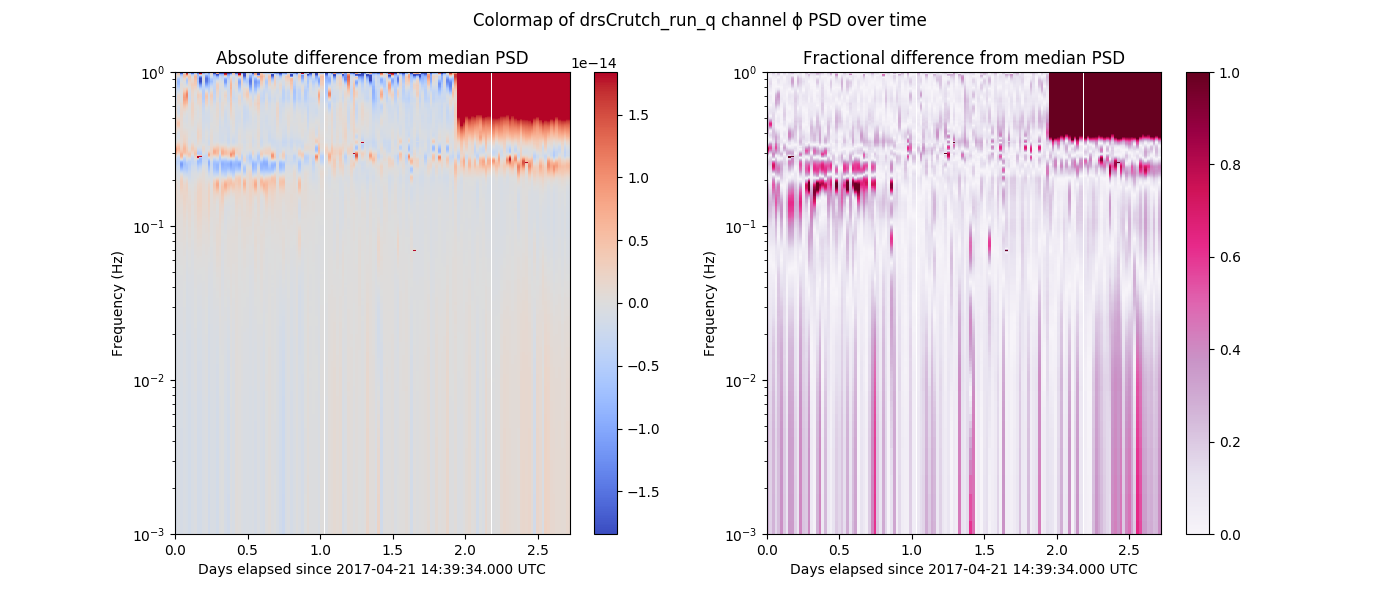 Colormap of drsCrutch_run_q channel ϕ PSD over time
Absolute difference from median PSD
1e−14
Fractional difference from median PSD
10⁰
10⁻¹
10⁻²
10⁻³
Frequency (Hz)
0.0 0.5 1.0 1.5 2.0 2.5
Days elapsed since 2017-04-21 14:39:34.000 UTC
1.5
1.0
0.5
0.0
−0.5
−1.0
−1.5
10⁰
10⁻¹
10⁻²
10⁻³
Frequency (Hz)
0.0 0.5 1.0 1.5 2.0 2.5
Days elapsed since 2017-04-21 14:39:34.000 UTC
1.0
0.8
0.6
0.4
0.2
0.0